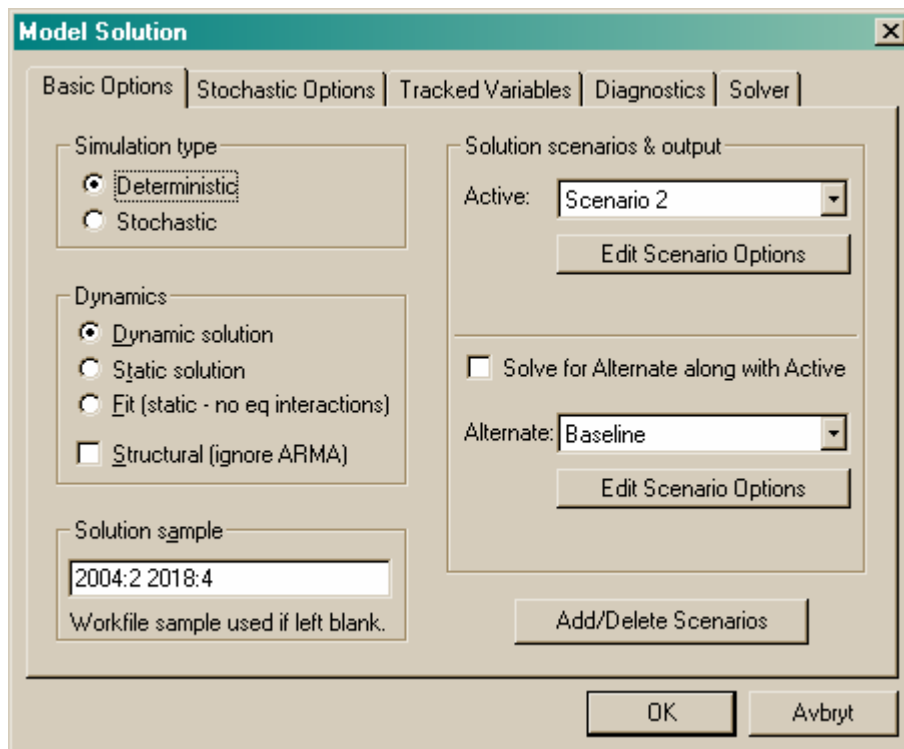 Model Solution
Basic Options
Stochastic Options
Tracked Variables
Diagnostics
Solver
Simulation type
Deterministic
Stochastic
Dynamics
Dynamic solution
Static solution
Fit (static - no eq interactions)
Structural (ignore ARMA)
Solution sample
2004:2 2018:4
Workfile sample used if left blank.
Solution scenarios & output
Active:
Scenario 2
Edit Scenario Options
Solve for Alternate along with Active
Alternate:
Baseline
Edit Scenario Options
Add/Delete Scenarios
OK
Avbryt